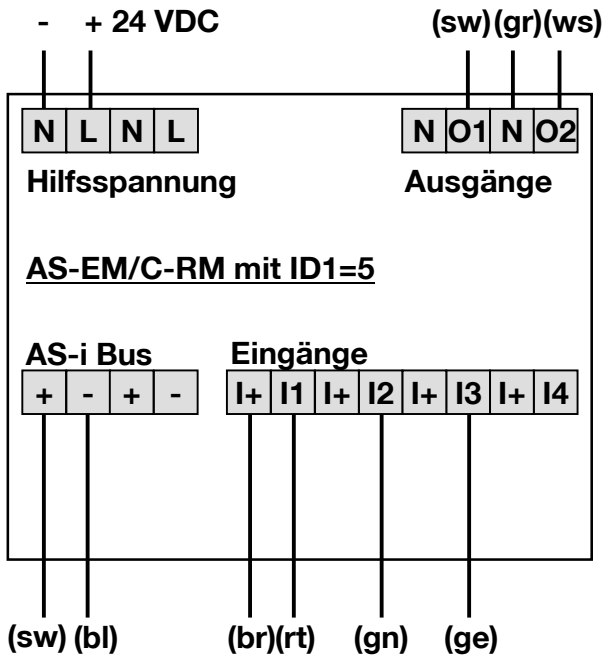 - + 24 VDC (sw)(gr)(ws)
N L N L N O1 N O2
Hilfsspannung Ausgänge
AS-EM/C-RM mit ID1=5
AS-i Bus Eingänge
+ - + - I+ I1 I+ I2 I+ I3 I+ I4
(sw) (bl) (br)(rt) (gn) (ge)